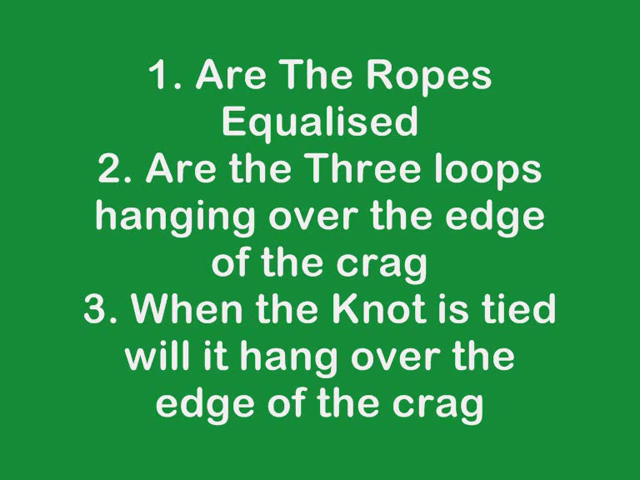 1. Are The Ropes
Equalised
2. Are the Three loops
hanging over the edge
of the crag
3. When the Knot is tied
will it hang over the
edge of the crag